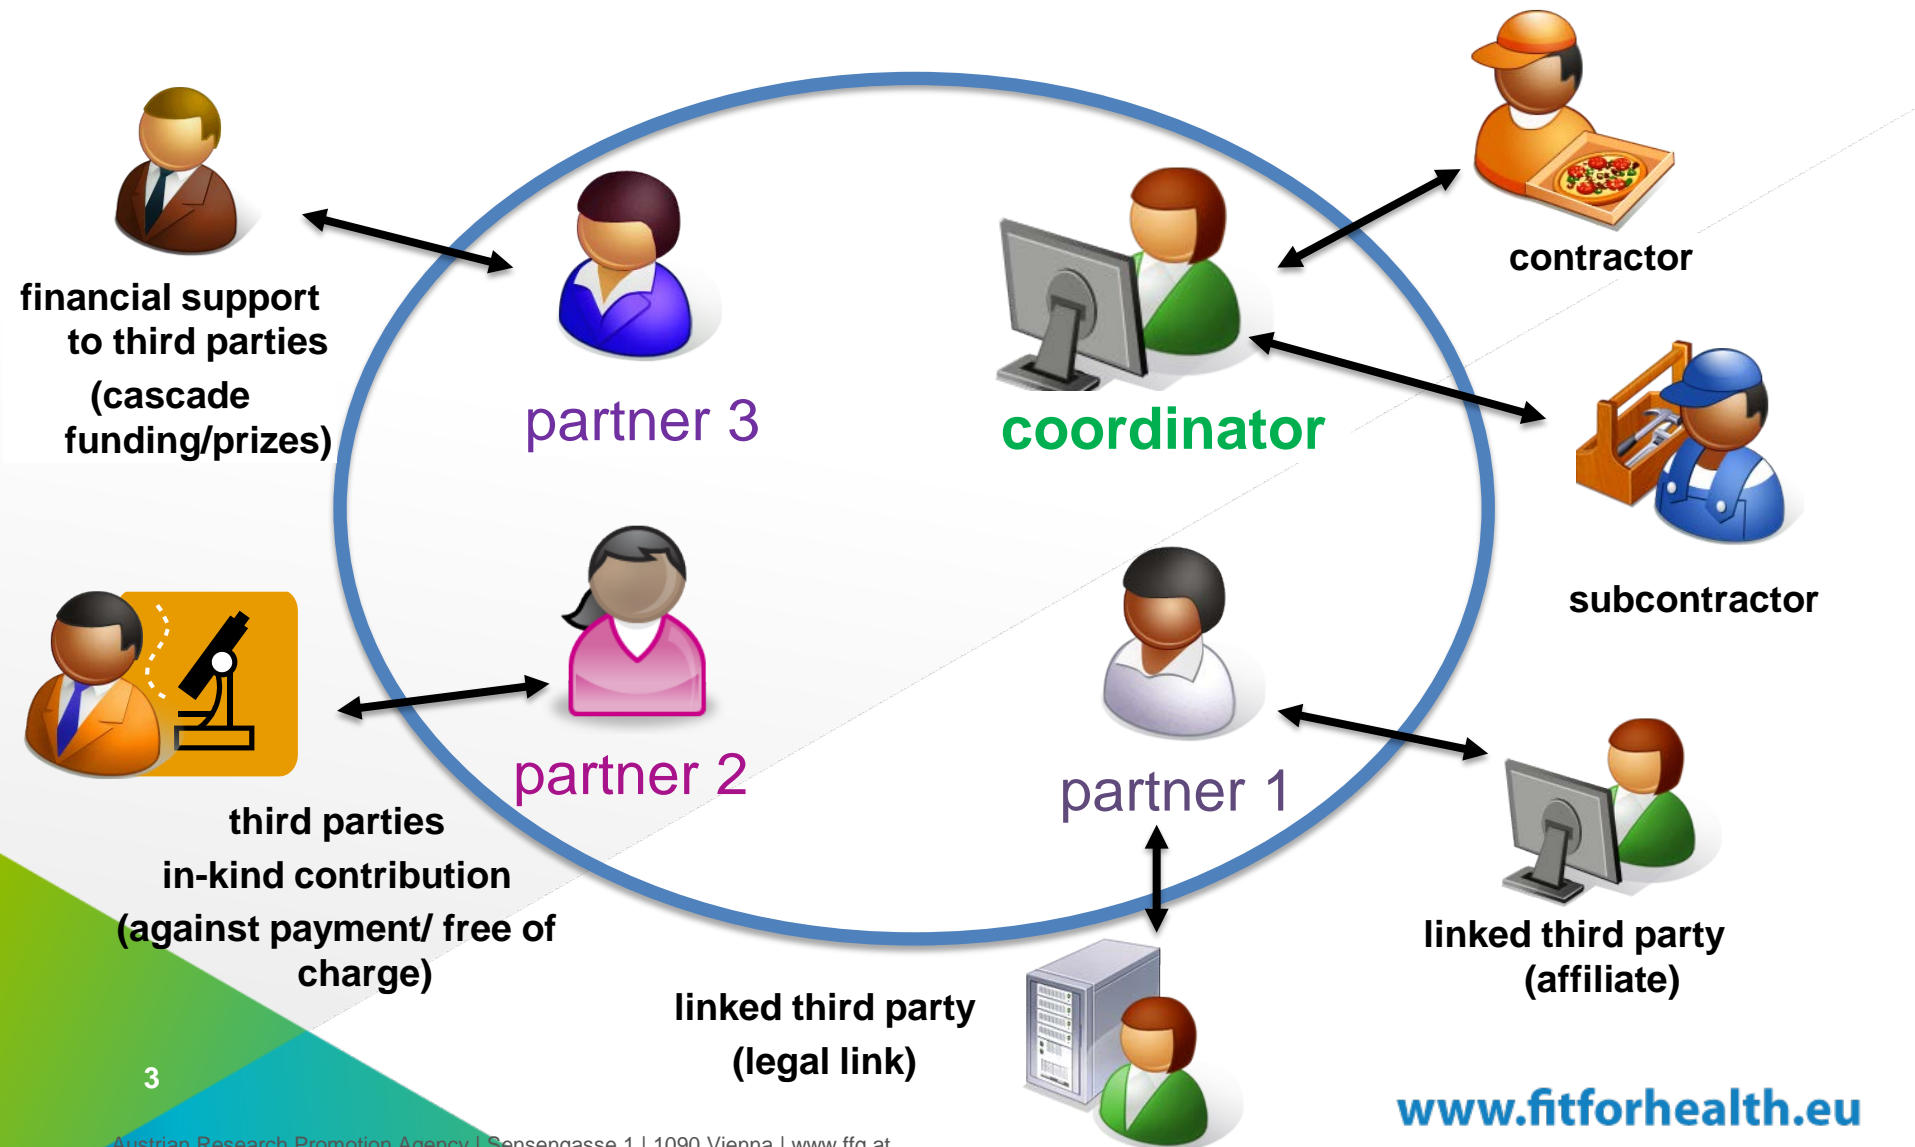 contractor
financial support
to third parties
(cascade
funding/prizes)
partner 3
coordinator
subcontractor
partner 2
partner 1
third parties
in-kind contribution
(against payment/ free of
charge)
linked third party
(affiliate)
linked third party
(legal link)
3
www.fitforhealth.eu
Austrian Research Promotion Agency | Sensengasse 1 | 1090 Vienna | www.ffg.at